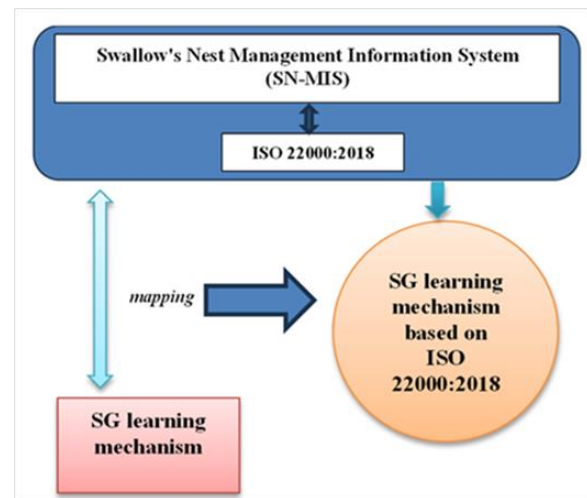 Swallow's Nest Management Information System
(SN-MIS)
ISO 22000:2018
mapping
SG learning
mechanism
based on
ISO
22000:2018
SG learning
mechanism